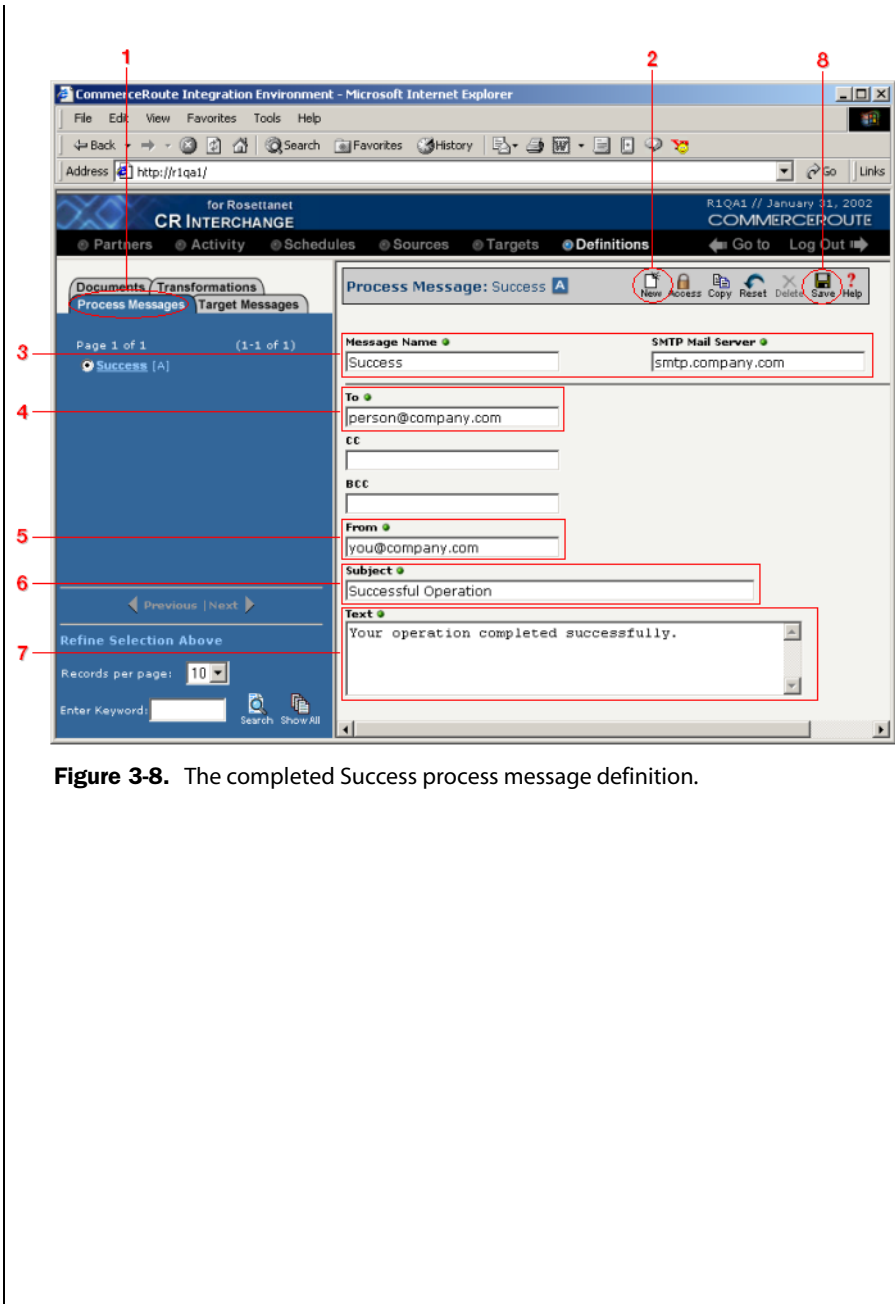 1 2 8
CommerceRoute Integration Environment - Microsoft Internet Explorer
File Edit View Favorites Tools Help
Back Search Favorites History
Address http://r1qa1/ Go Links
for Rosettanet
CR INTERCHANGE
R1QA1 // January 31, 2002
COMMERCEROUTE
Partners Activity Schedules Sources Targets Definitions Go to Log Out
Documents Transformations
Process Messages Target Messages
Process Message: Success A
New Access Copy Reset Delete Save Help
Page 1 of 1 (1-1 of 1)
Success [A]
3
Message Name SMTP Mail Server
Success smtp.company.com
4
To
person@company.com
CC
BCC
5
From
you@company.com
6
Subject
Successful Operation
7
Text
Your operation completed successfully.
Previous | Next
Refine Selection Above
Records per page: 10
Enter Keyword:
Search Show All
Figure 3-8. The completed Success process message definition.